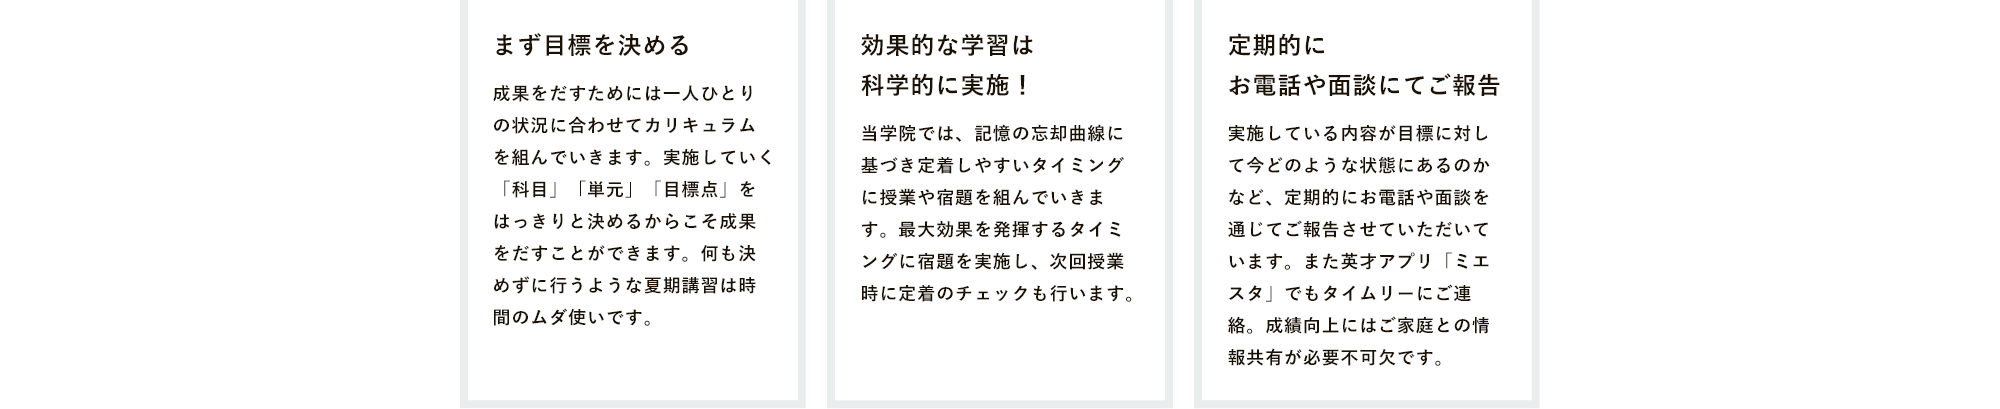 まず目標を決める
成果をだすためには一人ひとり
の状況に合わせてカリキュラム
を組んでいきます。実施していく
「科目」「単元」「目標点」を
はっきりと決めるからこそ成果
をだすことができます。何も決
めずに行うような夏期講習は時
間のムダ使いです。
効果的な学習は
科学的に実施！
当学院では、記憶の忘却曲線に
基づき定着しやすいタイミング
に授業や宿題を組んでいきま
す。最大効果を発揮するタイミ
ングに宿題を実施し、次回授業
時に定着のチェックも行います。
定期的に
お電話や面談にてご報告
実施している内容が目標に対し
て今どのような状態にあるのか
など、定期的にお電話や面談を
通じてご報告させていただいて
います。また英才アプリ「ミエ
スタ」でもタイムリーにご連
絡。成績向上にはご家庭との情
報共有が必要不可欠です。